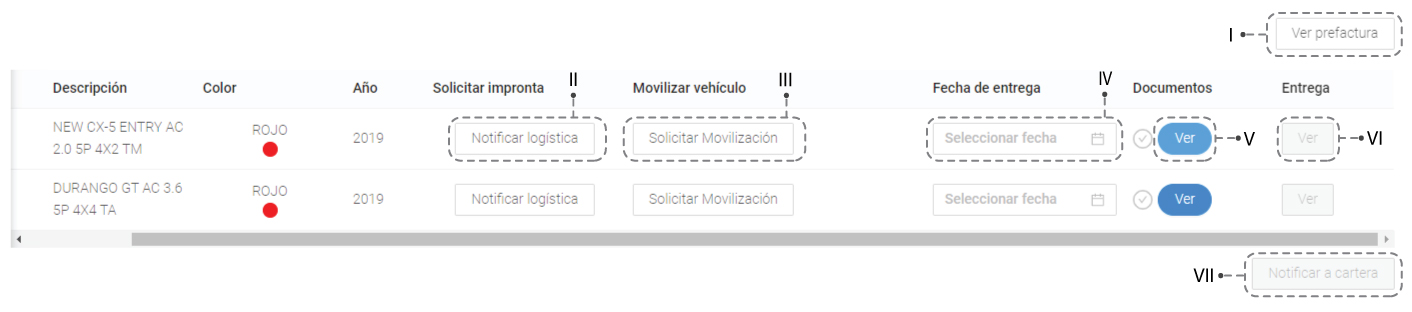 I
Ver prefactura
II
III
IV
Descripción Color Año Solicitar impronta Movilizar vehículo Fecha de entrega Documentos Entrega
NEW CX-5 ENTRY AC
2.0 5P 4X2 TM
ROJO
2019
Notificar logística
Solicitar Movilización
Seleccionar fecha
Ver
V
Ver
VI
DURANGO GT AC 3.6
5P 4X4 TA
ROJO
2019
Notificar logística
Solicitar Movilización
Seleccionar fecha
Ver
Ver
VII
Notificar a cartera